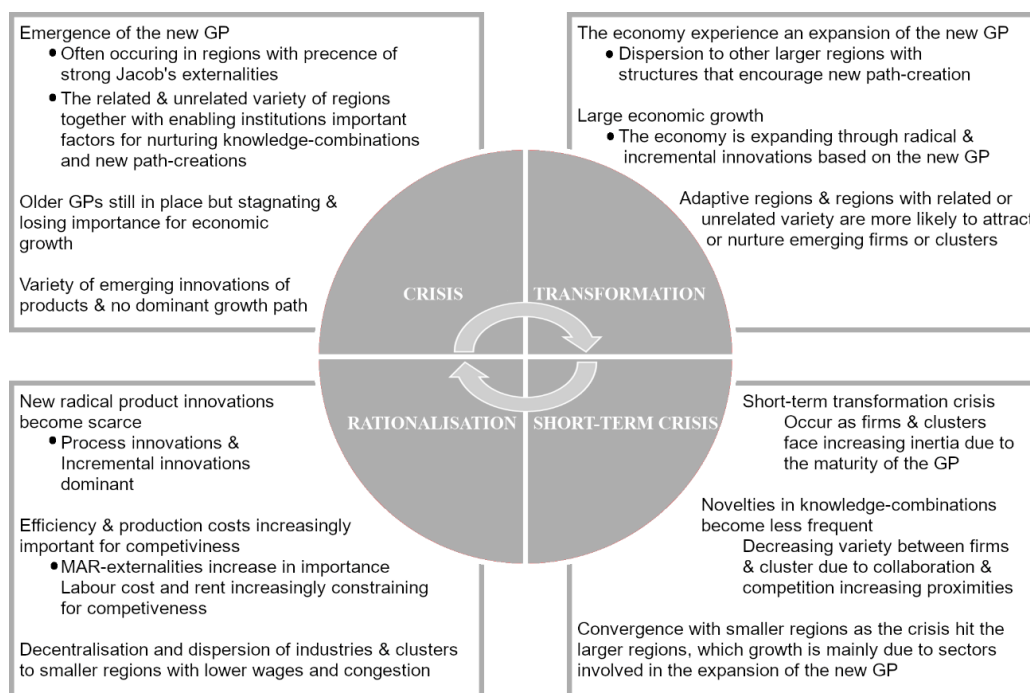 Emergence of the new GP
• Often occuring in regions with precence of
strong Jacob's externalities
• The related & unrelated variety of regions
together with enabling institutions important
factors for nurturing knowledge-combinations
and new path-creations
Older GPs still in place but stagnating &
losing importance for economic
growth
Variety of emerging innovations of
products & no dominant growth path
The economy experience an expansion of the new GP
• Dispersion to other larger regions with
structures that encourage new path-creation
Large economic growth
• The economy is expanding through radical &
incremental innovations based on the new GP
Adaptive regions & regions with related or
unrelated variety are more likely to attract
or nurture emerging firms or clusters
CRISIS
TRANSFORMATION
RATIONALISATION
SHORT-TERM CRISIS
New radical product innovations
become scarce
• Process innovations &
Incremental innovations
dominant
Efficiency & production costs increasingly
important for competiviness
• MAR-externalities increase in importance
Labour cost and rent increasingly constraining
for competiveness
Decentralisation and dispersion of industries & clusters
to smaller regions with lower wages and congestion
Short-term transformation crisis
Occur as firms & clusters
face increasing inertia due to
the maturity of the GP
Novelties in knowledge-combinations
become less frequent
Decreasing variety between firms
& cluster due to collaboration &
competition increasing proximities
Convergence with smaller regions as the crisis hit the
larger regions, which growth is mainly due to sectors
involved in the expansion of the new GP